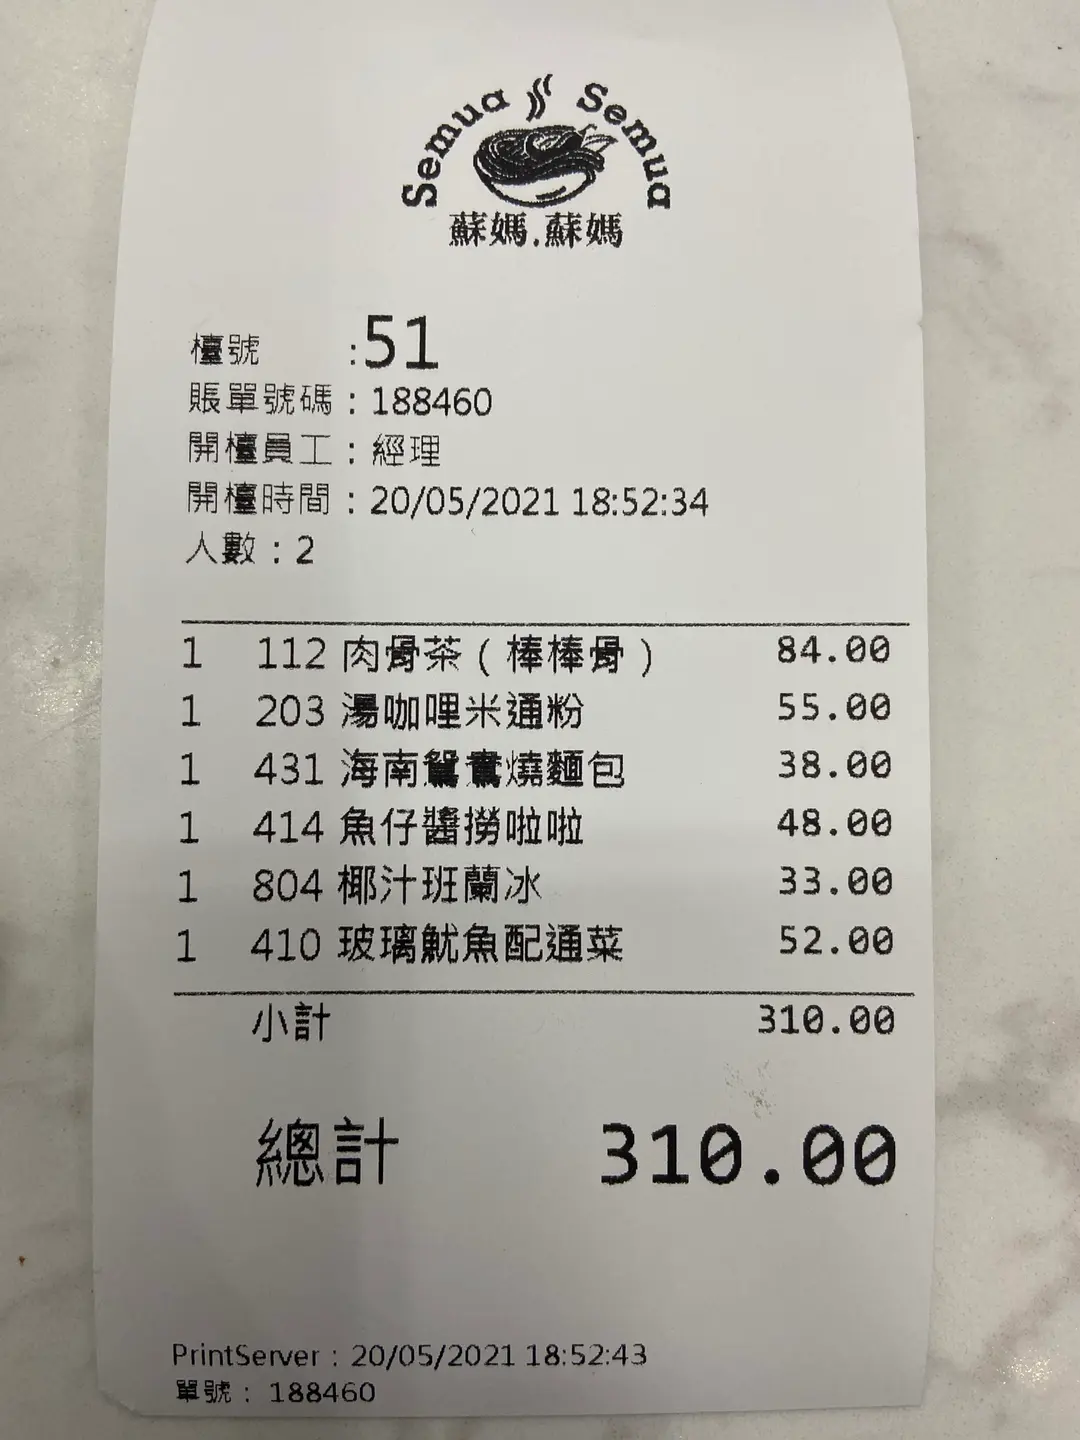 Semua Semua
蘇媽.蘇媽
檯號 :51
賬單號碼 : 188460
開檯員工 : 經理
開檯時間 : 20/05/2021 18:52:34
人數 : 2
1 112 肉骨茶 ( 棒棒骨 ) 84.00
1 203 湯咖哩米通粉 55.00
1 431 海南鴛鴦燒麵包 38.00
1 414 魚仔醬撈啦啦 48.00
1 804 椰汁班蘭冰 33.00
1 410 玻璃魷魚配通菜 52.00
小計 310.00
總計 310.00
PrintServer : 20/05/2021 18:52:43
單號 : 188460